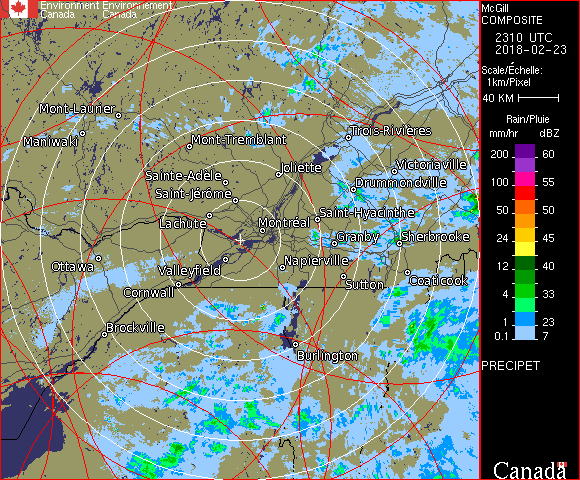 Environment Environnement
Canada Canada
McGill
COMPOSITE
2310 UTC
2018-02-23
Scale/Échelle:
1km/Pixel
40 KM
Rain/Pluie
mm/hr dBZ
200 60
100 55
50 50
24 45
12 40
4 33
1 23
0.1 7
PRECIPET
Canada
Mont-Laurier
Maniwaki
Mont-Tremblant
Trois-Rivières
Joliette
Victoriaville
Sainte-Adèle
Drummondville
Saint-Jérôme
Saint-Hyacinthe
Lachute
Montréal
Granby
Sherbrooke
Ottawa
Valleyfield
Napierville
Coaticook
Cornwall
Sutton
Brockville
Burlington